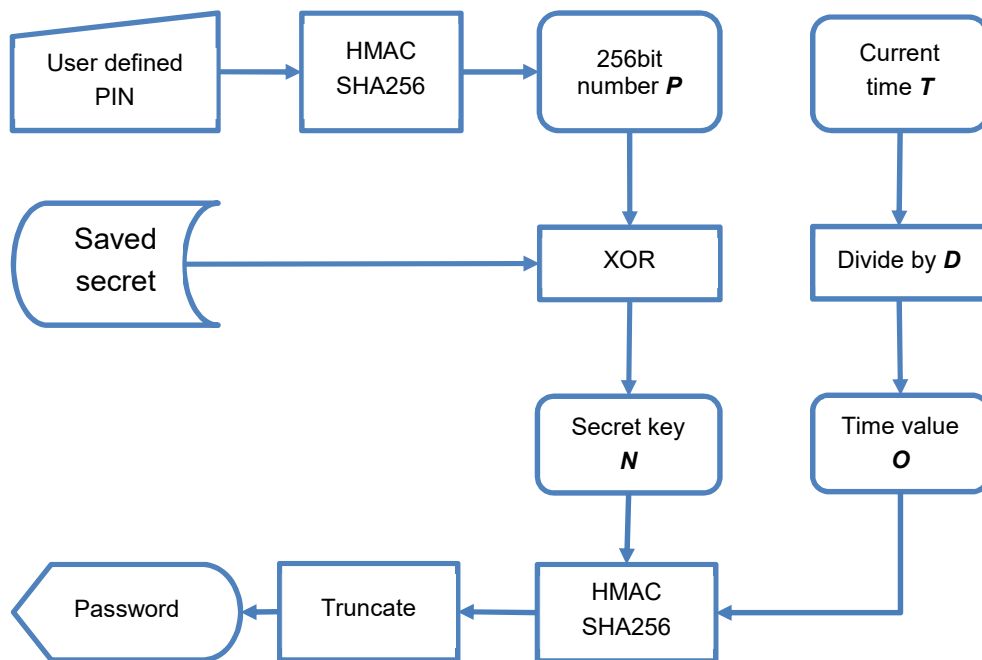 User defined
PIN
HMAC
SHA256
256bit
number P
Current
time T
Saved
secret
XOR
Divide by D
Secret key
N
Time value
O
Password
Truncate
HMAC
SHA256